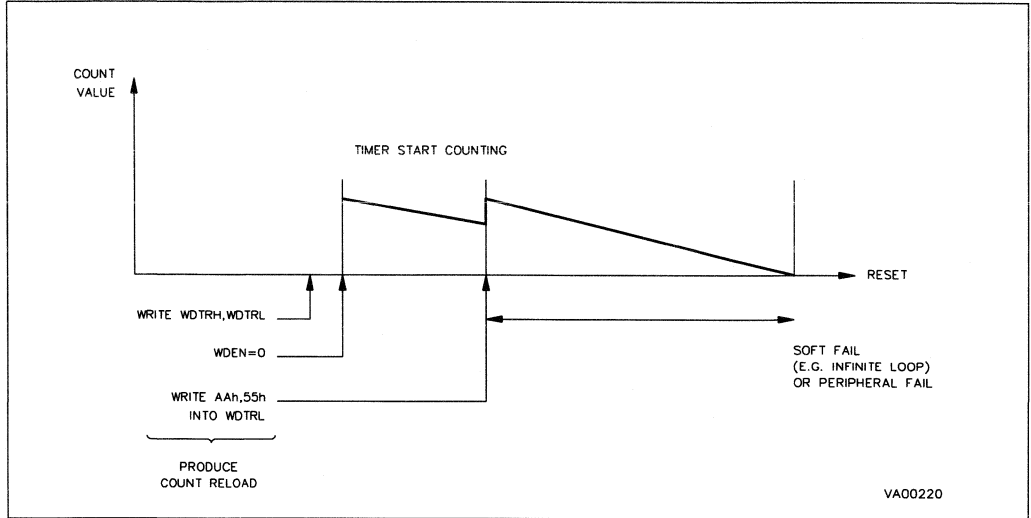 COUNT
VALUE
TIMER START COUNTING
RESET
WRITE WDTRH,WDTRL
WDEN=0
WRITE AAh,55h
INTO WDTRL
PRODUCE
COUNT RELOAD
SOFT FAIL
(E.G. INFINITE LOOP)
OR PERIPHERAL FAIL
VA00220